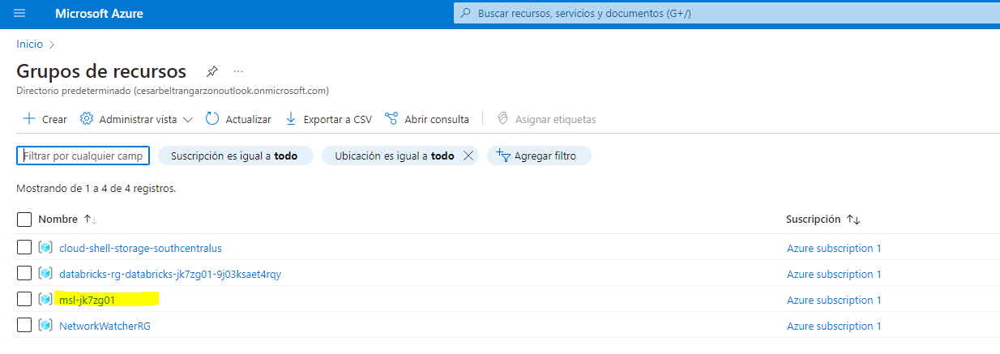 Microsoft Azure
Buscar recursos, servicios y documentos (G+/)
Inicio
Grupos de recursos
Directorio predeterminado (cesarbeltrangarzonoutlook.onmicrosoft.com)
Crear Administrar vista Actualizar Exportar a CSV Abrir consulta Asignar etiquetas
Filtrar por cualquier camp Suscripción es igual a todo Ubicación es igual a todo Agregar filtro
Mostrando de 1 a 4 de 4 registros.
Nombre Suscripción
cloud-shell-storage-southcentralus Azure subscription 1
databricks-rg-databricks-jk7zg01-9j03ksaet4rqy Azure subscription 1
msl-jk7zg01 Azure subscription 1
NetworkWatcherRG Azure subscription 1